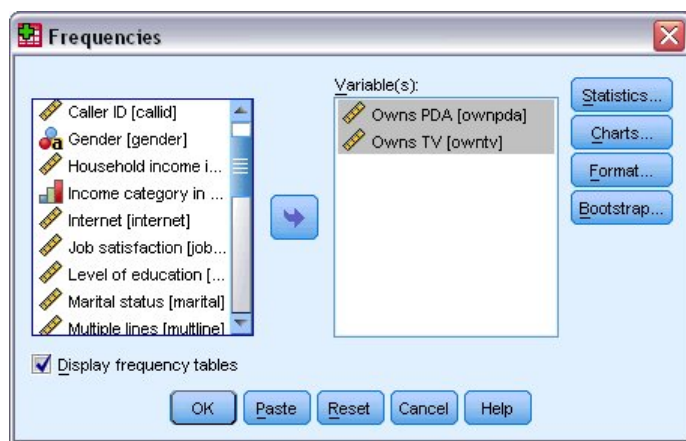 Frequencies
Caller ID [callid]
Gender [gender]
Household income i...
Income category in ...
Internet [internet]
Job satisfaction [job...
Level of education [...
Marital status [marital]
Multiple lines [multline]
Variable(s):
Owns PDA [ownpda]
Owns TV [owntv]
Statistics...
Charts...
Format...
Bootstrap...
Display frequency tables
OK
Paste
Reset
Cancel
Help